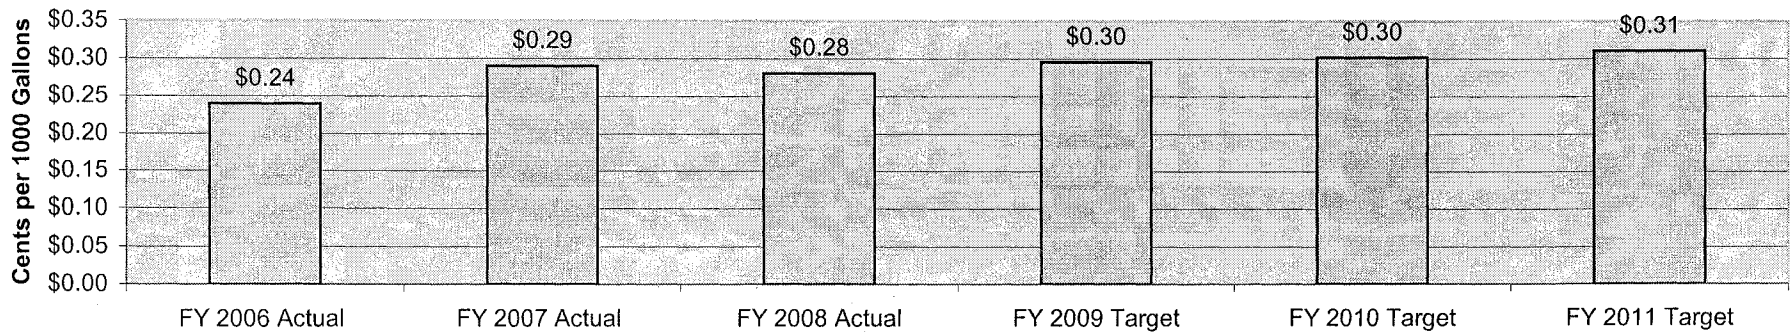 Cents per 1000 Gallons
$0.35
$0.30
$0.25
$0.20
$0.15
$0.10
$0.05
$0.00
$0.24
$0.29
$0.28
$0.30
$0.30
$0.31
FY 2006 Actual
FY 2007 Actual
FY 2008 Actual
FY 2009 Target
FY 2010 Target
FY 2011 Target